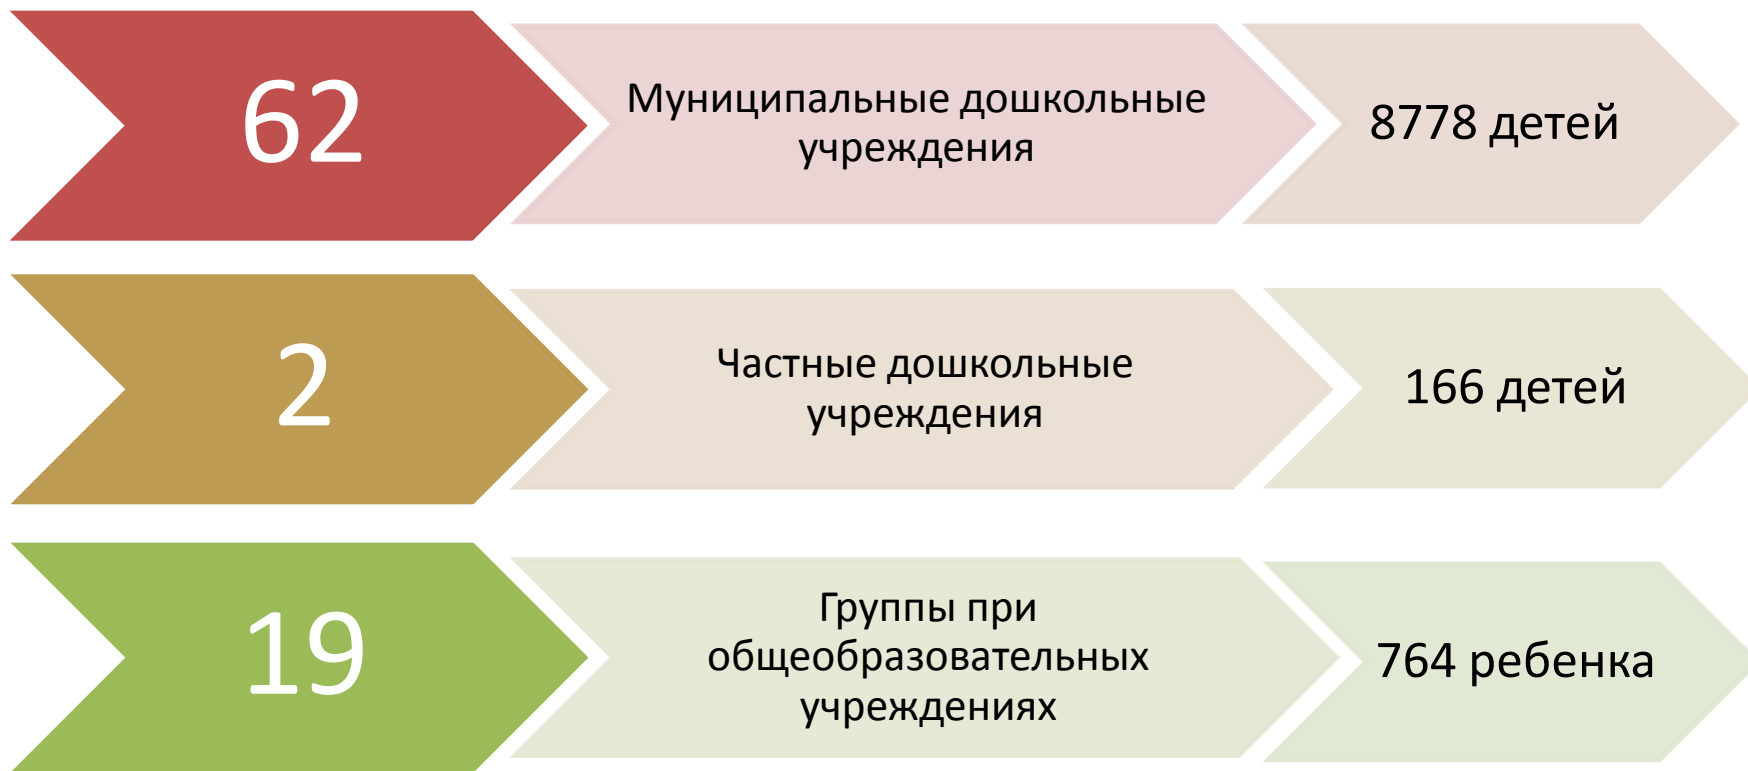 62
Муниципальные дошкольные
учреждения
8778 детей
2
Частные дошкольные
учреждения
166 детей
19
Группы при
общеобразовательных
учреждениях
764 ребенка